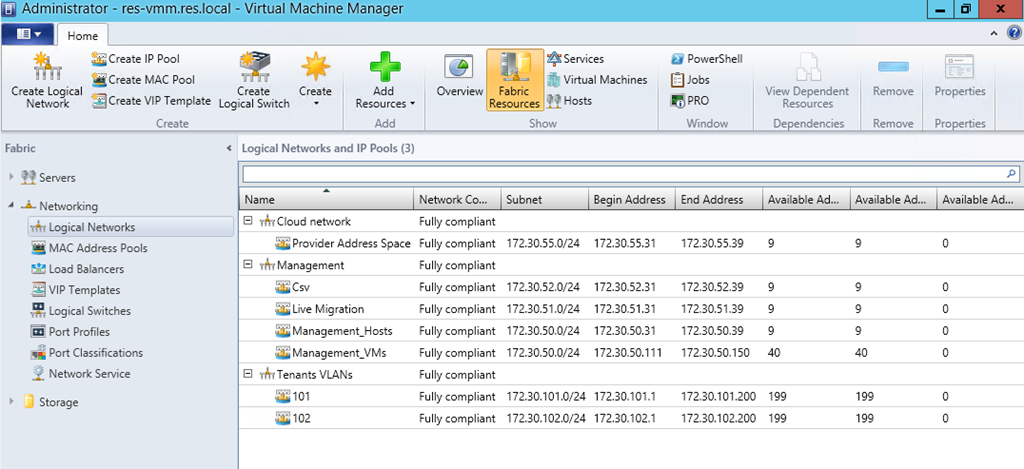 Administrator - res-vmm.res.local - Virtual Machine Manager
Home
Create Logical Network
Create IP Pool
Create MAC Pool
Create VIP Template
Create Logical Switch
Create
Create
Add Resources
Add
Overview
Fabric Resources
Services
Virtual Machines
Hosts
Show
PowerShell
Jobs
PRO
Window
View Dependent Resources
Dependencies
Remove
Remove
Properties
Properties
Fabric
Servers
Networking
Logical Networks
MAC Address Pools
Load Balancers
VIP Templates
Logical Switches
Port Profiles
Port Classifications
Network Service
Storage
Logical Networks and IP Pools (3)
Name Network Co... Subnet Begin Address End Address Available Ad... Available Ad... Available Ad...
Cloud network Fully compliant
Provider Address Space Fully compliant 172.30.55.0/24 172.30.55.31 172.30.55.39 9 9 0
Management Fully compliant
Csv Fully compliant 172.30.52.0/24 172.30.52.31 172.30.52.39 9 9 0
Live Migration Fully compliant 172.30.51.0/24 172.30.51.31 172.30.51.39 9 9 0
Management_Hosts Fully compliant 172.30.50.0/24 172.30.50.31 172.30.50.39 9 9 0
Management_VMs Fully compliant 172.30.50.0/24 172.30.50.111 172.30.50.150 40 40 0
Tenants VLANs Fully compliant
101 Fully compliant 172.30.101.0/24 172.30.101.1 172.30.101.200 199 199 0
102 Fully compliant 172.30.102.0/24 172.30.102.1 172.30.102.200 199 199 0